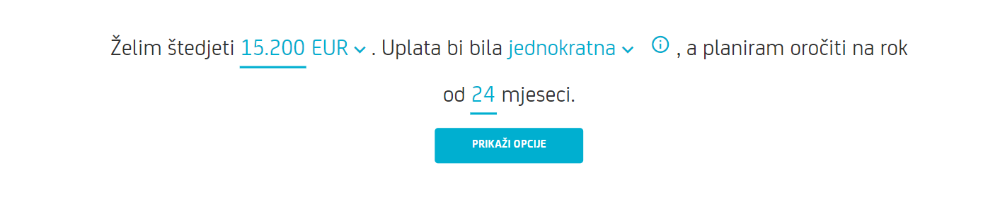 Želim štedjeti 15.200 EUR . Uplata bi bila jednokratna , a planiram oročiti na rok
od 24 mjeseci.
PRIKAŽI OPCIJE